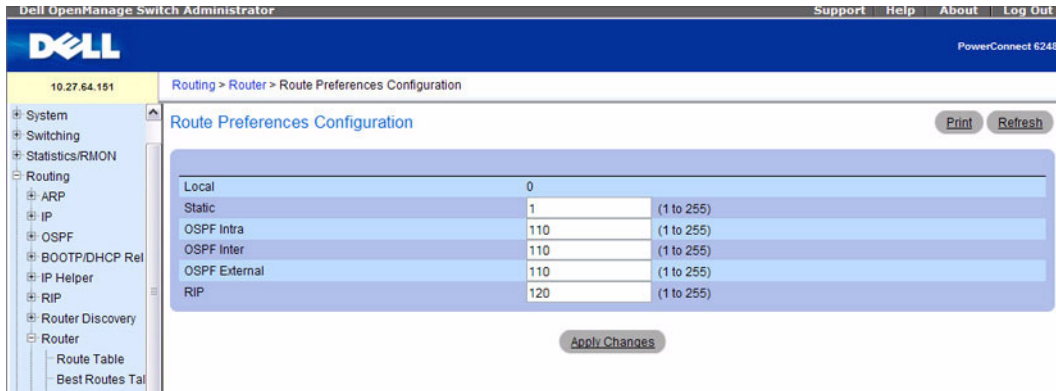 Dell OpenManage Switch Administrator Support Help About Log Out
DELL
PowerConnect 6248
10.27.64.151
Routing > Router > Route Preferences Configuration
System
Switching
Statistics/RMON
Routing
ARP
IP
OSPF
BOOTP/DHCP Rel
IP Helper
RIP
Router Discovery
Router
Route Table
Best Routes Tal
Route Preferences Configuration
Print Refresh
Local 0
Static 1 (1 to 255)
OSPF Intra 110 (1 to 255)
OSPF Inter 110 (1 to 255)
OSPF External 110 (1 to 255)
RIP 120 (1 to 255)
Apply Changes